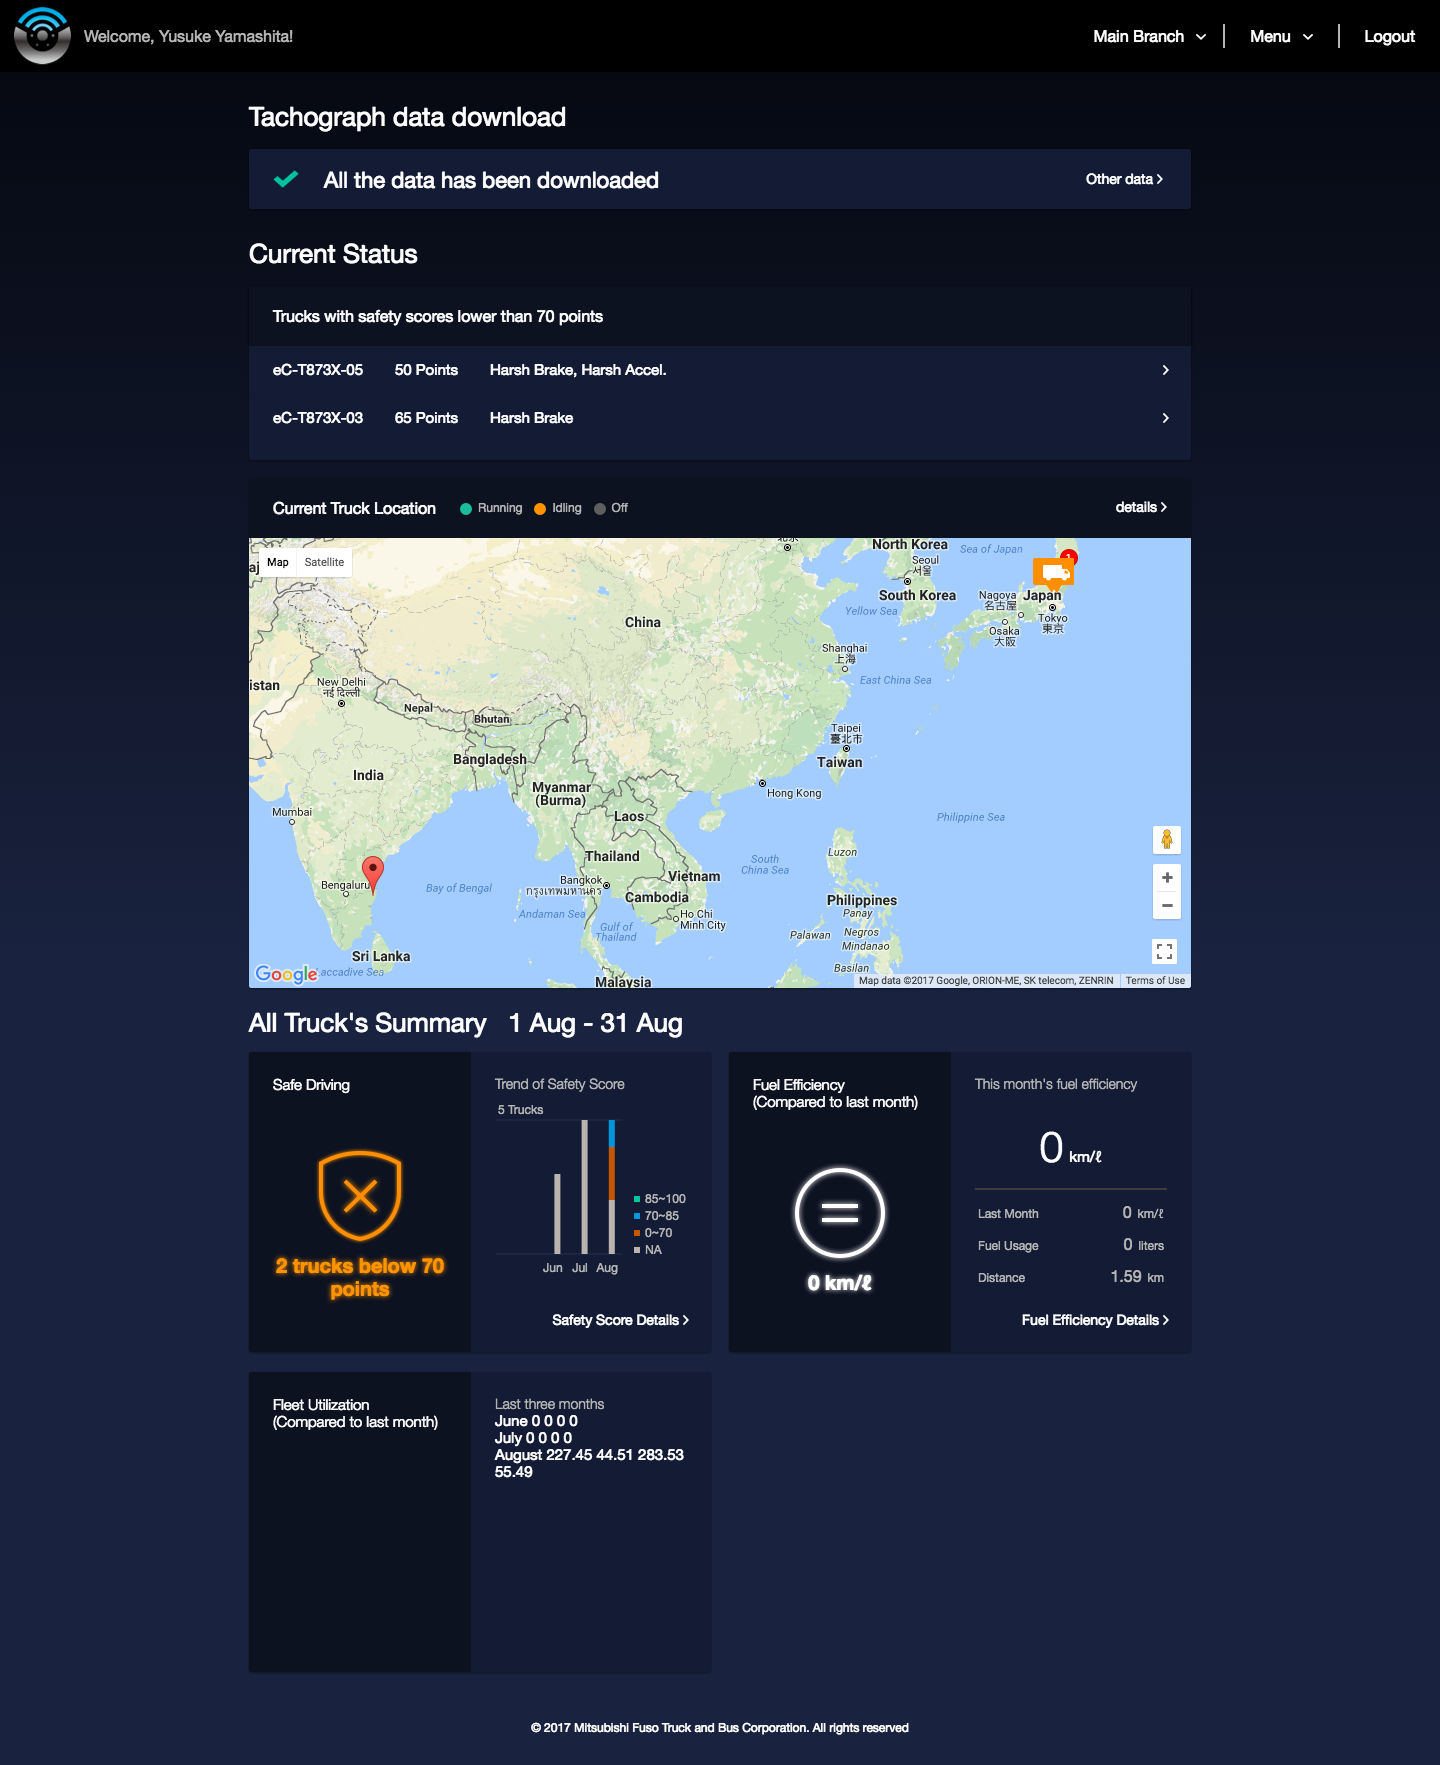 Welcome, Yusuke Yamashita!
Main Branch
Menu
Logout
Tachograph data download
All the data has been downloaded
Other data
Current Status
Trucks with safety scores lower than 70 points
eC-T873X-05 50 Points Harsh Brake, Harsh Accel.
eC-T873X-03 65 Points Harsh Brake
Current Truck Location
Running
Idling
Off
details
Map
Satellite
North Korea
Sea of Japan
Seoul
서울
South Korea
Yellow Sea
1
Japan
Nagoya
名古屋
Tokyo
東京
Osaka
大阪
China
Shanghai
上海
East China Sea
istan
New Delhi
नई दिल्ली
Nepal
Bhutan
Taipei
臺北市
Taiwan
Bangladesh
India
Myanmar
(Burma)
Hong Kong
Mumbai
Laos
Philippine Sea
Luzon
Thailand
South
China Sea
Vietnam
Bengaluru
Bay of Bengal
Bangkok
กรุงเทพมหานคร
Cambodia
Philippines
Andaman Sea
Ho Chi
Minh City
Panay
Gulf of
Thailand
Palawan
Negros
Mindanao
Sri Lanka
Basilan
Google
Laccadive Sea
Malaysia
Map data ©2017 Google, ORION-ME, SK telecom, ZENRIN
Terms of Use
All Truck's Summary 1 Aug - 31 Aug
Safe Driving
2 trucks below 70
points
Trend of Safety Score
5 Trucks
85~100
70~85
0~70
NA
Jun Jul Aug
Safety Score Details
Fuel Efficiency
(Compared to last month)
0 km/ℓ
This month's fuel efficiency
0 km/ℓ
Last Month 0 km/ℓ
Fuel Usage 0 liters
Distance 1.59 km
Fuel Efficiency Details
Fleet Utilization
(Compared to last month)
Last three months
June 0 0 0 0
July 0 0 0 0
August 227.45 44.51 283.53
55.49
© 2017 Mitsubishi Fuso Truck and Bus Corporation. All rights reserved